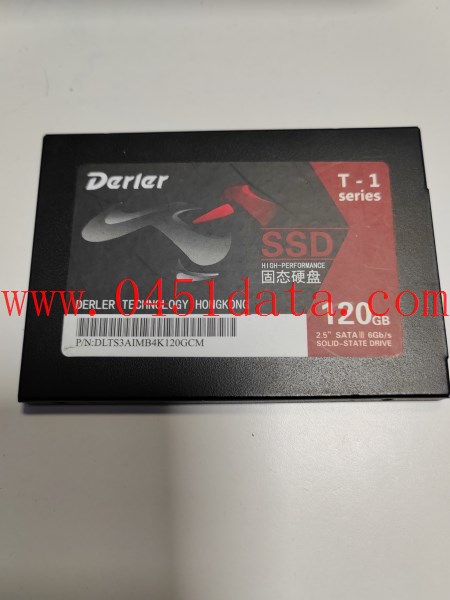 Derler
T - 1
series
SSD
HIGH-PERFORMANCE
固态硬盘
www.0451data.com
DERLER TECHNOLOGY HONGKONG
120GB
P/N:DLTS3AIMB4K120GCM
2.5" SATAⅢ 6Gb/s
SOLID-STATE DRIVE